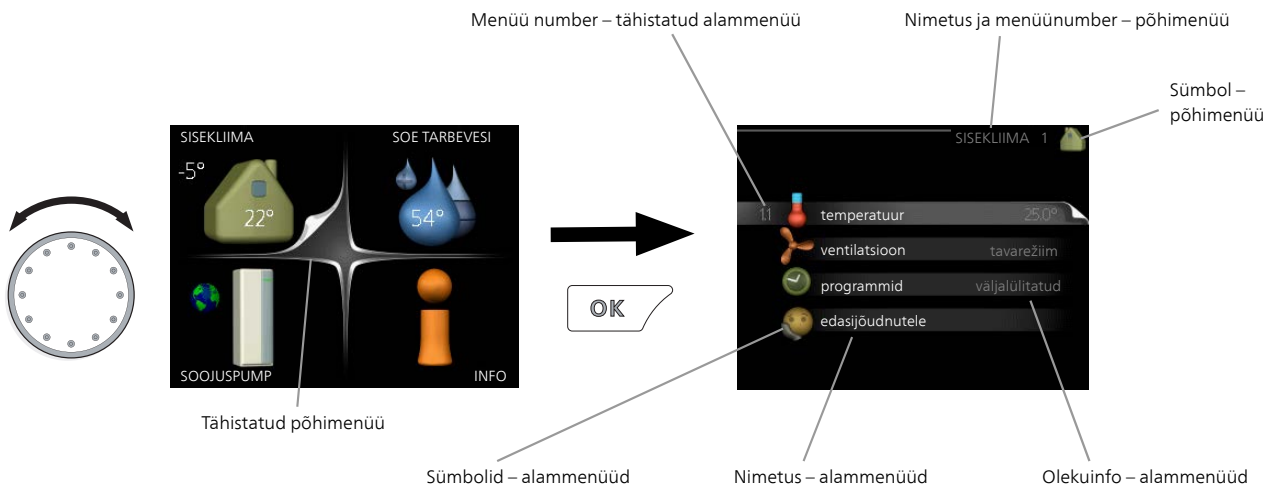 Menüü number – tähistatud alammenüü
Nimetus ja menüünumber – põhimenüü
Sümbol –
põhimenüü
SISEKLIIMA
SOE TARBEVESI
-5°
22°
54°
SOOJUSPUMP
INFO
OK
SISEKLIIMA 1
1.1 temperatuur 25.0°
ventilatsioon tavarežiim
programmid väljalülitatud
edasijõudnutele
Tähistatud põhimenüü
Sümbolid – alammenüüd
Nimetus – alammenüüd
Olekuinfo – alammenüüd